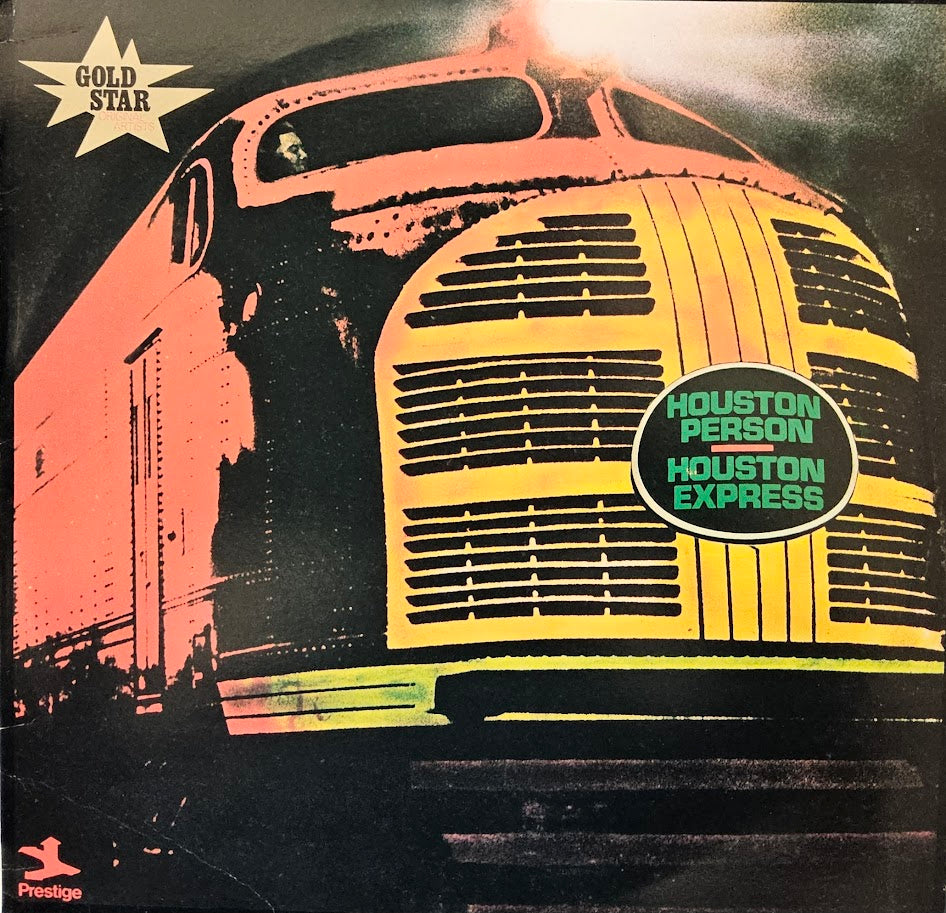 GOLD
STAR
ORIGINAL
ARTISTS
HOUSTON
PERSON
HOUSTON
EXPRESS
Prestige